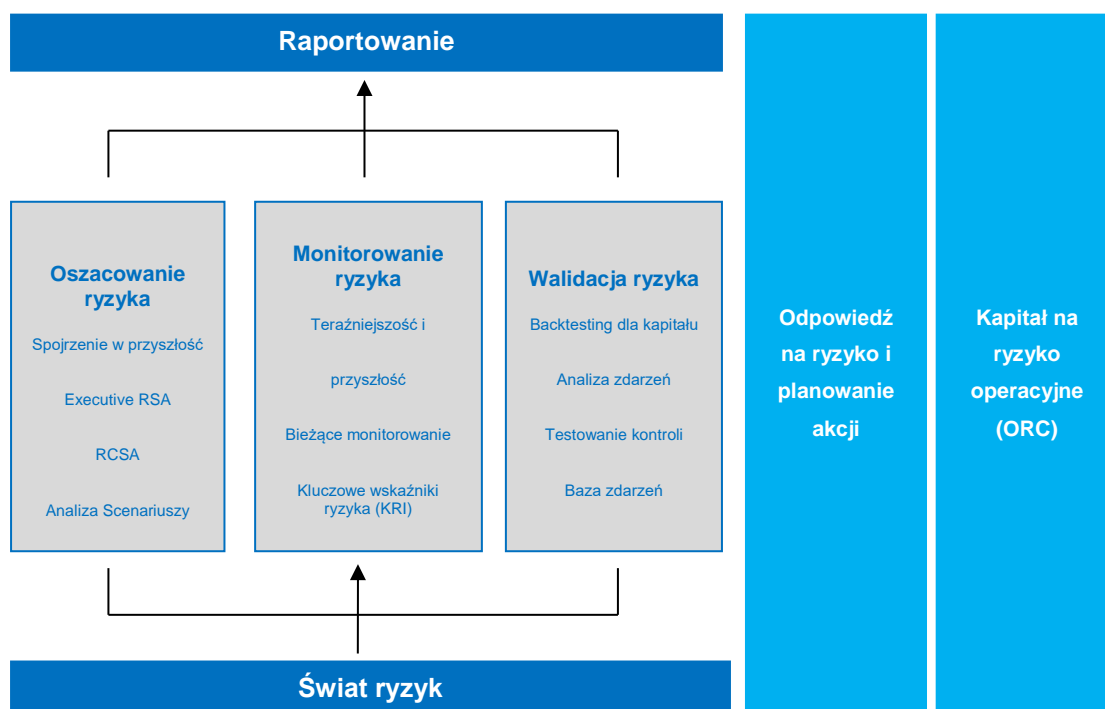 Raportowanie
Oszacowanie
ryzyka
Spojrzenie w przyszłość
Executive RSA
RCSA
Analiza Scenariuszy
Monitorowanie
ryzyka
Teraźniejszość i
przyszłość
Bieżące monitorowanie
Kluczowe wskaźniki
ryzyka (KRI)
Walidacja ryzyka
Backtesting dla kapitału
Analiza zdarzeń
Testowanie kontroli
Baza zdarzeń
Świat ryzyk
Odpowiedź
na ryzyko i
planowanie
akcji
Kapitał na
ryzyko
operacyjne
(ORC)